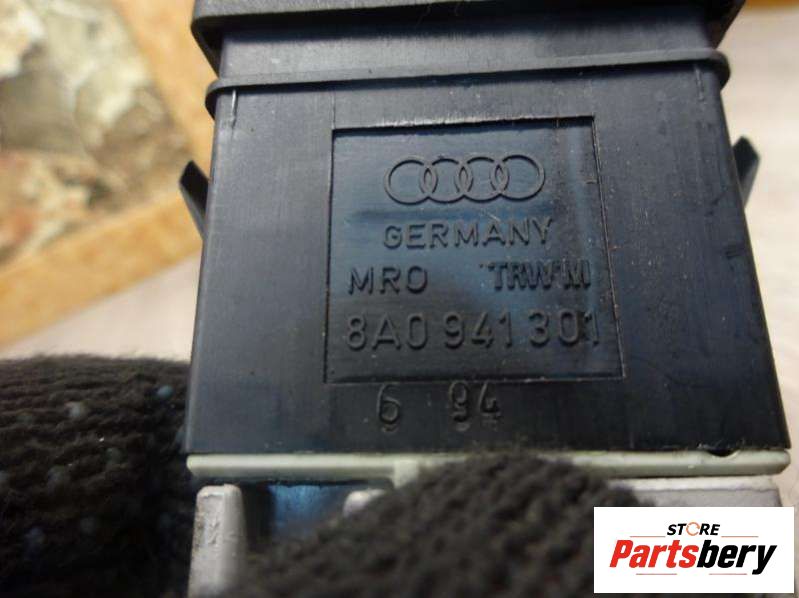 GERMANY
MRO TRW'M
8A0 941 301
6 94
STORE
Partsbery